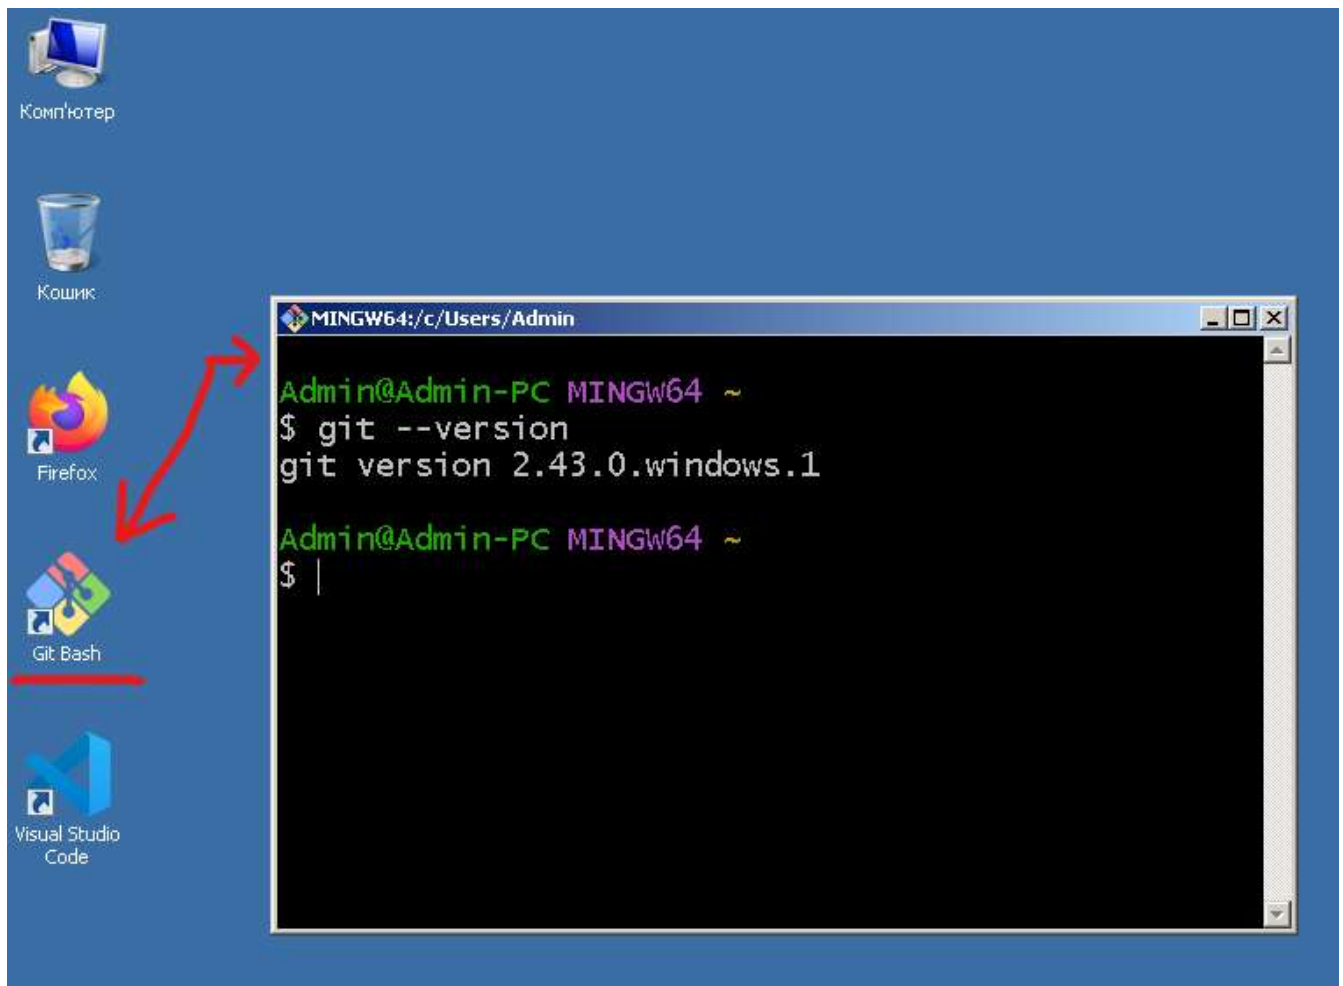 Комп'ютер
Кошик
Firefox
Git Bash
Visual Studio
Code
MINGW64:/c/Users/Admin
Admin@Admin-PC MINGW64 ~
$ git --version
git version 2.43.0.windows.1
Admin@Admin-PC MINGW64 ~
$